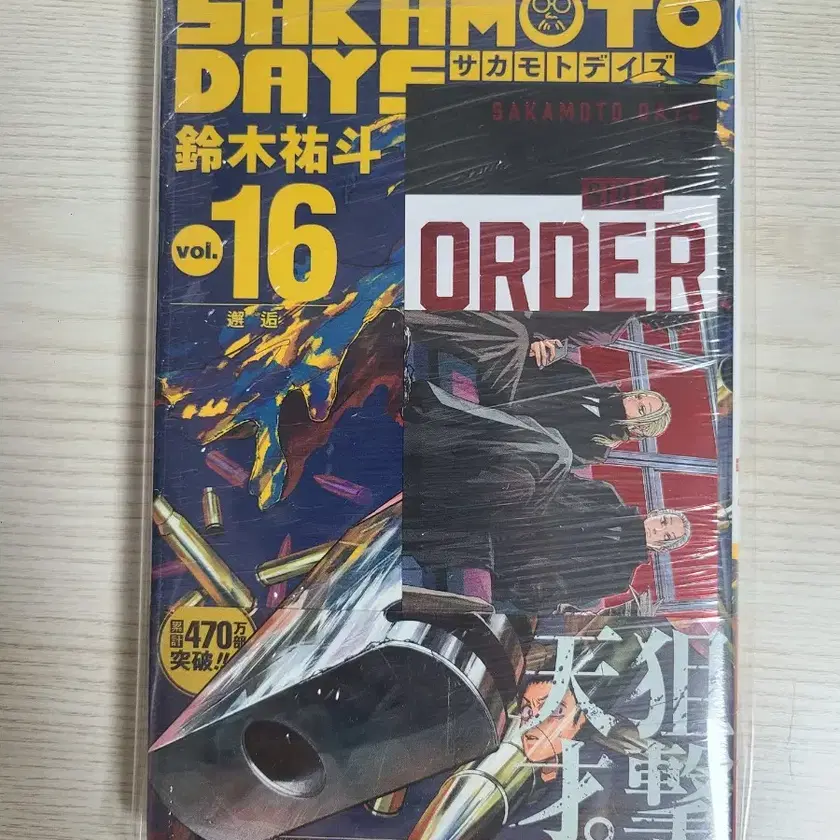 SAKAMOTO
DAYS
サカモトデイズ
SAKAMOTO DAYS
鈴木祐斗
ORDER
ORDER
vol.16
邂逅
累計470万部
突破!!
狙撃
天才。